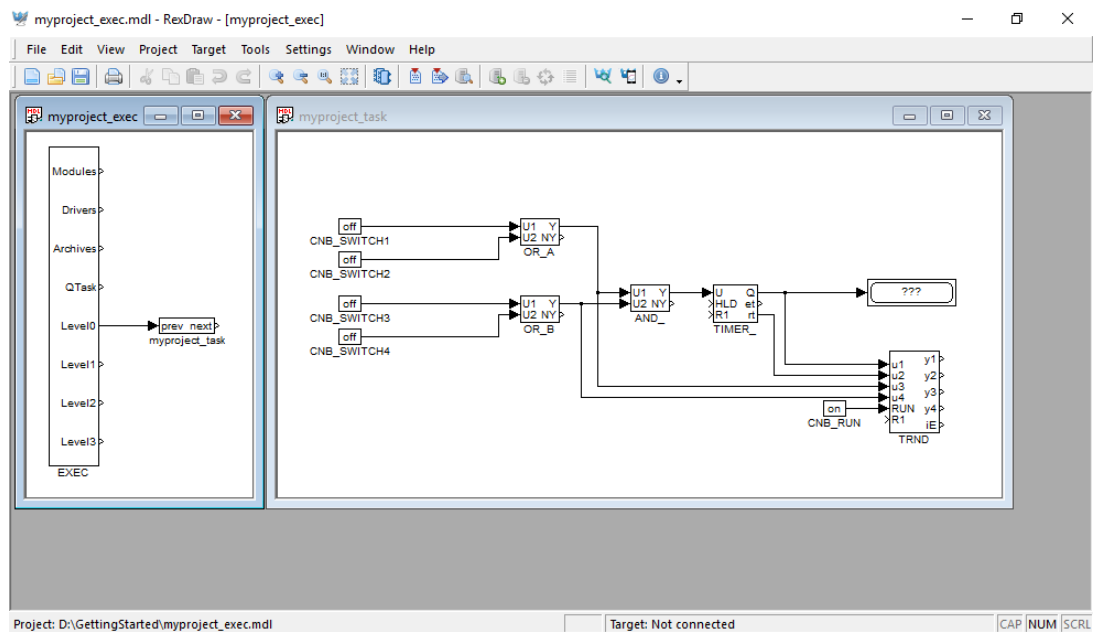 myproject_exec.mdl - RexDraw - [myproject_exec]
File Edit View Project Target Tools Settings Window Help
myproject_exec
Modules
Drivers
Archives
QTask
Level0
prev next
myproject_task
Level1
Level2
Level3
EXEC
myproject_task
off
CNB_SWITCH1
off
CNB_SWITCH2
U1 Y
U2 NY
OR_A
off
CNB_SWITCH3
off
CNB_SWITCH4
U1 Y
U2 NY
OR_B
U1 Y
U2 NY
AND_
U Q
HLD et
R1 rt
TIMER_
???
on
CNB_RUN
u1 y1
u2 y2
u3 y3
u4
RUN y4
R1 iE
TRND
Project: D:\GettingStarted\myproject_exec.mdl
Target: Not connected
CAP NUM SCRL